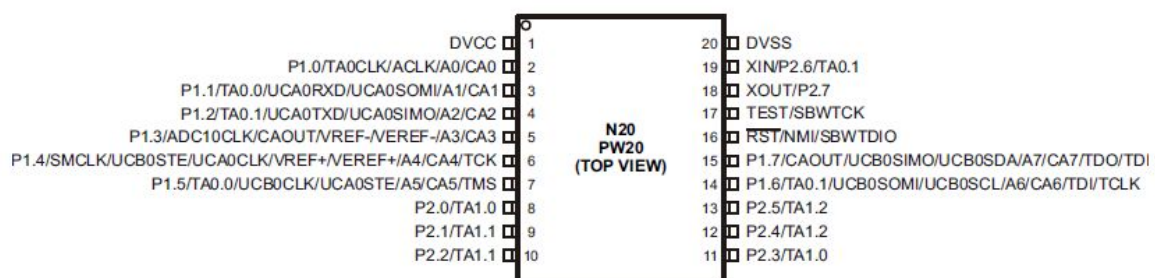 DVCC 1 20 DVSS
P1.0/TA0CLK/ACLK/A0/CA0 2 19 XIN/P2.6/TA0.1
P1.1/TA0.0/UCA0RXD/UCA0SOMI/A1/CA1 3 18 XOUT/P2.7
P1.2/TA0.1/UCA0TXD/UCA0SIMO/A2/CA2 4 17 TEST/SBWTCK
P1.3/ADC10CLK/CAOUT/VREF-/VEREF-/A3/CA3 5 16 RST/NMI/SBWTDIO
P1.4/SMCLK/UCB0STE/UCA0CLK/VREF+/VEREF+/A4/CA4/TCK 6 15 P1.7/CAOUT/UCB0SIMO/UCB0SDA/A7/CA7/TDO/TDI
P1.5/TA0.0/UCB0CLK/UCA0STE/A5/CA5/TMS 7 14 P1.6/TA0.1/UCB0SOMI/UCB0SCL/A6/CA6/TDI/TCLK
P2.0/TA1.0 8 13 P2.5/TA1.2
P2.1/TA1.1 9 12 P2.4/TA1.2
P2.2/TA1.1 10 11 P2.3/TA1.0
N20
PW20
(TOP VIEW)